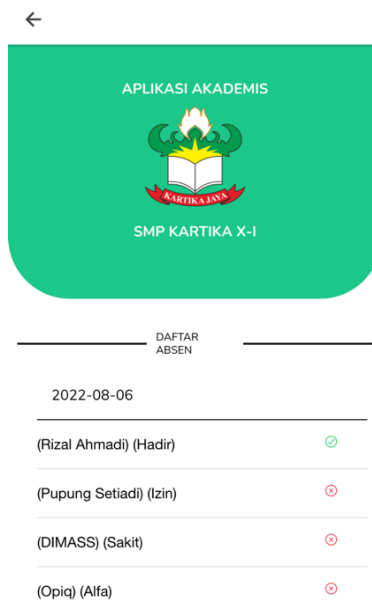 APLIKASI AKADEMIS
KARTIKA JAYA
SMP KARTIKA X-I
DAFTAR
ABSEN
2022-08-06
(Rizal Ahmadi) (Hadir)
(Pupung Setiadi) (Izin)
(DIMASS) (Sakit)
(Opiq) (Alfa)